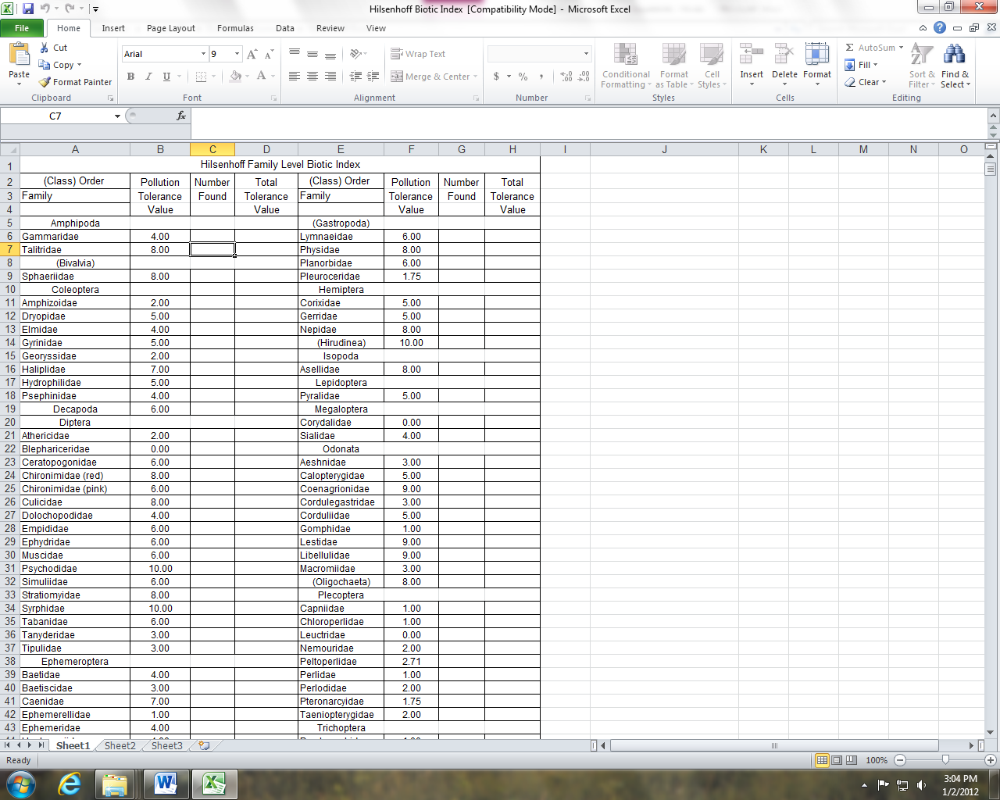 Hilsenhoff Biotic Index [Compatibility Mode] - Microsoft Excel
File Home Insert Page Layout Formulas Data Review View
Paste Cut Copy Format Painter Clipboard
Arial 9 B I U A Font
Wrap Text Merge & Center Alignment
$ % , Number
Conditional Formatting Format as Table Cell Styles Styles
Insert Delete Format Cells
AutoSum Fill Clear Sort & Filter Find & Select Editing
C7 fx
A B C D E F G H I J K L M N O
1 Hilsenhoff Family Level Biotic Index
2 (Class) Order Pollution Number Total (Class) Order Pollution Number Total
3 Family Tolerance Found Tolerance Family Tolerance Found Tolerance
4 Value Value Value Value
5 Amphipoda (Gastropoda)
6 Gammaridae 4.00 Lymnaeidae 6.00
7 Talitridae 8.00 Physidae 8.00
8 (Bivalvia) Planorbidae 6.00
9 Sphaeriidae 8.00 Pleuroceridae 1.75
10 Coleoptera Hemiptera
11 Amphizoidae 2.00 Corixidae 5.00
12 Dryopidae 5.00 Gerridae 5.00
13 Elmidae 4.00 Nepidae 8.00
14 Gyrinidae 5.00 (Hirudinea) 10.00
15 Georyssidae 2.00 Isopoda
16 Haliplidae 7.00 Asellidae 8.00
17 Hydrophilidae 5.00 Lepidoptera
18 Psephinidae 4.00 Pyralidae 5.00
19 Decapoda 6.00 Megaloptera
20 Diptera Corydalidae 0.00
21 Athericidae 2.00 Sialidae 4.00
22 Blephariceridae 0.00 Odonata
23 Ceratopogonidae 6.00 Aeshnidae 3.00
24 Chironimidae (red) 8.00 Calopterygidae 5.00
25 Chironimidae (pink) 6.00 Coenagrionidae 9.00
26 Culicidae 8.00 Cordulegastridae 3.00
27 Dolochopodidae 4.00 Corduliidae 5.00
28 Empididae 6.00 Gomphidae 1.00
29 Ephydridae 6.00 Lestidae 9.00
30 Muscidae 6.00 Libellulidae 9.00
31 Psychodidae 10.00 Macromiidae 3.00
32 Simuliidae 6.00 (Oligochaeta) 8.00
33 Stratiomyidae 8.00 Plecoptera
34 Syrphidae 10.00 Capniidae 1.00
35 Tabanidae 6.00 Chloroperlidae 1.00
36 Tanyderidae 3.00 Leuctridae 0.00
37 Tipulidae 3.00 Nemouridae 2.00
38 Ephemeroptera Peltoperlidae 2.71
39 Baetidae 4.00 Perlidae 1.00
40 Baetiscidae 3.00 Perlodidae 2.00
41 Caenidae 7.00 Pteronarcyidae 1.75
42 Ephemerellidae 1.00 Taeniopterygidae 2.00
43 Ephemeridae 4.00 Trichoptera
Sheet1 Sheet2 Sheet3
Ready 100%
3:04 PM
1/2/2012